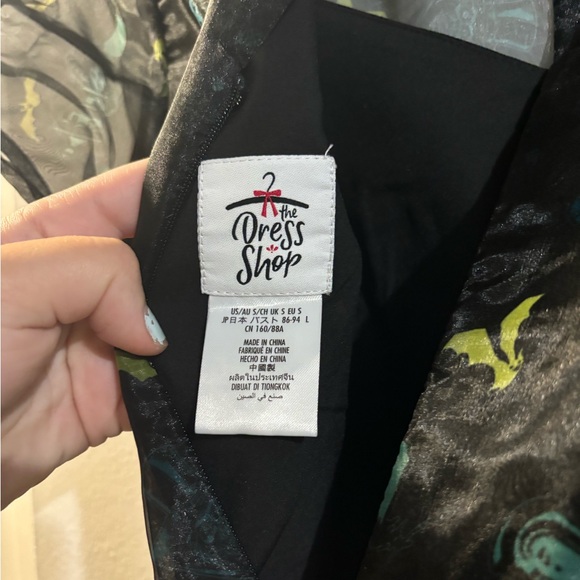 the
Dress
Shop
US/AU S/CH UK S EU S
JP日本 バスト 86-94 L
CN 160/88A
MADE IN CHINA
FABRIQUÉ EN CHINE
HECHO EN CHINA
中國製
ผลิตในประเทศจีน
DIBUAT DI TIONGKOK
صنع في الصين